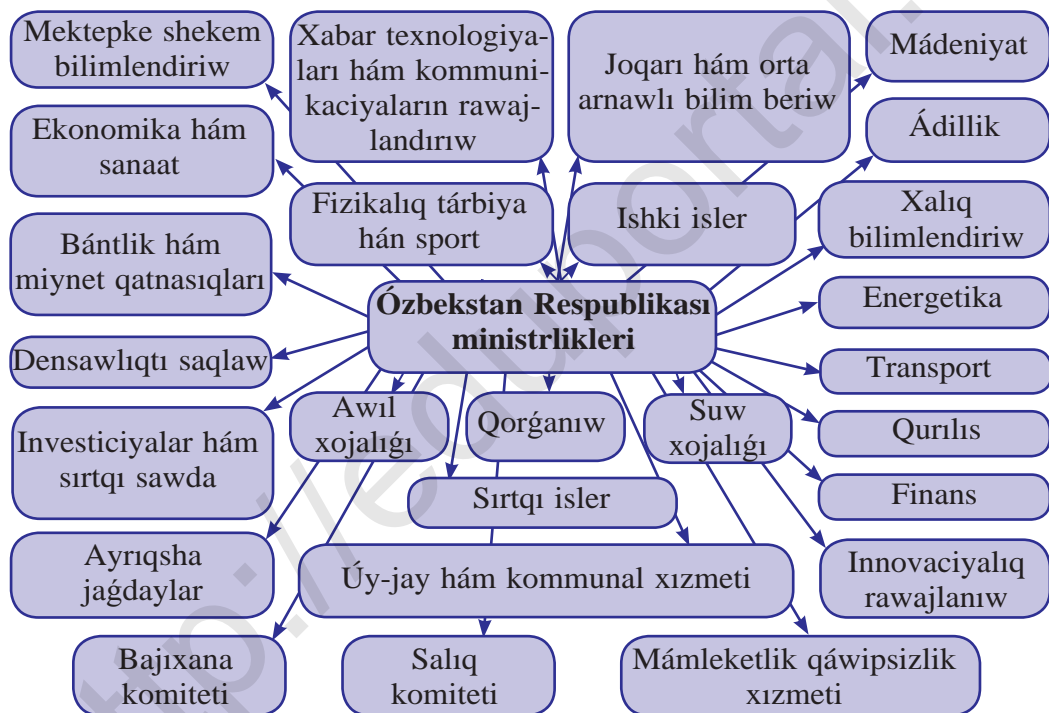 Mektepke shekem
bilimlendiriw
Xabar texnologiya-
ları hám kommuni-
kaciyaların rawaj-
landırıw
Joqarı hám orta
arnawlı bilim beriw
Mádeniyat
Ekonomika hám
sanaat
Ádillik
Fizikalıq tárbiya
hán sport
Ishki isler
Xalıq
bilimlendiriw
Bántlik hám
miynet qatnasıqları
Ózbekstan Respublikası
ministrlikleri
Energetika
Densawlıqtı saqlaw
Transport
Investiciyalar hám
sırtqı sawda
Awıl
xojalıǵı
Qorǵanıw
Suw
xojalıǵı
Qurılıs
Sırtqı isler
Finans
Ayrıqsha
jaǵdaylar
Úy-jay hám kommunal xızmeti
Innovaciyalıq
rawajlanıw
Bajıxana
komiteti
Salıq
komiteti
Mámleketlik qáwipsizlik
xızmeti
ttp://eduportal.